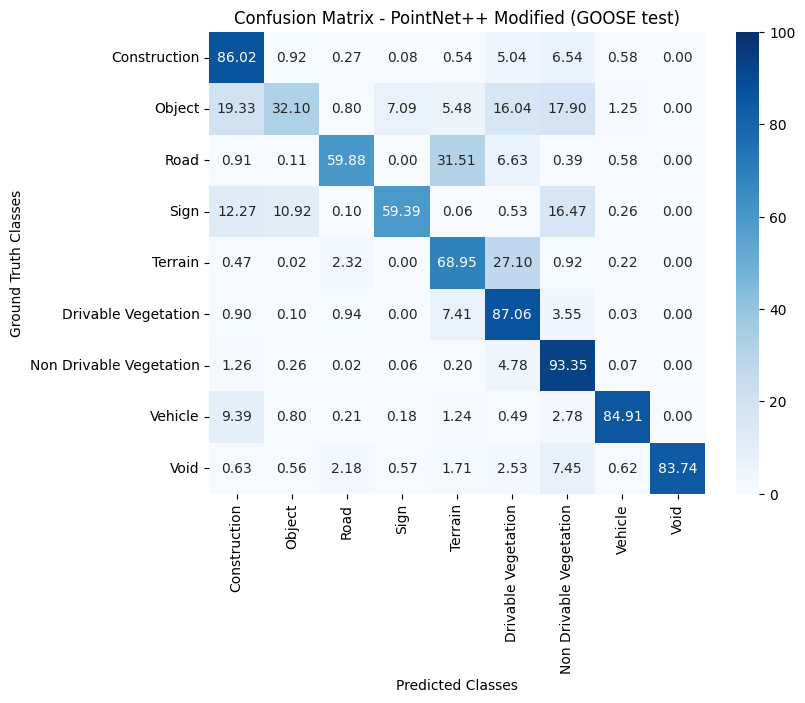 Confusion Matrix - PointNet++ Modified (GOOSE test)
Ground Truth Classes
Construction 86.02 0.92 0.27 0.08 0.54 5.04 6.54 0.58 0.00
Object 19.33 32.10 0.80 7.09 5.48 16.04 17.90 1.25 0.00
Road 0.91 0.11 59.88 0.00 31.51 6.63 0.39 0.58 0.00
Sign 12.27 10.92 0.10 59.39 0.06 0.53 16.47 0.26 0.00
Terrain 0.47 0.02 2.32 0.00 68.95 27.10 0.92 0.22 0.00
Drivable Vegetation 0.90 0.10 0.94 0.00 7.41 87.06 3.55 0.03 0.00
Non Drivable Vegetation 1.26 0.26 0.02 0.06 0.20 4.78 93.35 0.07 0.00
Vehicle 9.39 0.80 0.21 0.18 1.24 0.49 2.78 84.91 0.00
Void 0.63 0.56 2.18 0.57 1.71 2.53 7.45 0.62 83.74
Construction
Object
Road
Sign
Terrain
Drivable Vegetation
Non Drivable Vegetation
Vehicle
Void
Predicted Classes
100
80
60
40
20
0